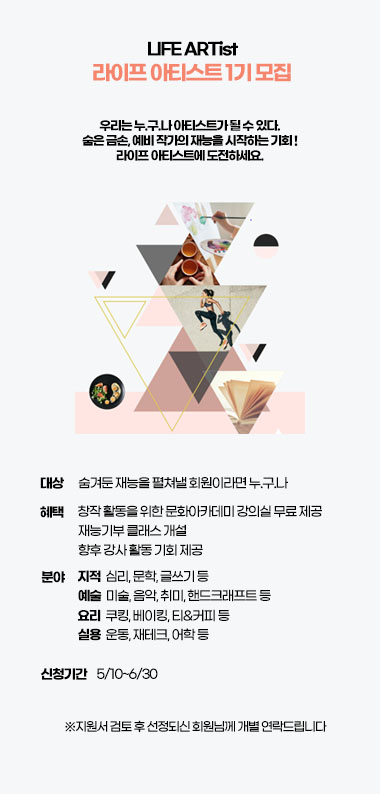 LIFE ARTist
라이프 아티스트 1기 모집
우리는 누.구.나 아티스트가 될 수 있다.
숨은 금손, 예비 작가의 재능을 시작하는 기회!
라이프 아티스트에 도전하세요.
대상 숨겨둔 재능을 펼쳐낼 회원이라면 누.구.나
혜택 창작 활동을 위한 문화아카데미 강의실 무료 제공
재능기부 클래스 개설
향후 강사 활동 기회 제공
분야 지적 심리, 문학, 글쓰기 등
예술 미술, 음악, 취미, 핸드크래프트 등
요리 쿠킹, 베이킹, 티&커피 등
실용 운동, 재테크, 어학 등
신청기간 5/10~6/30
※지원서 검토 후 선정되신 회원님께 개별 연락드립니다